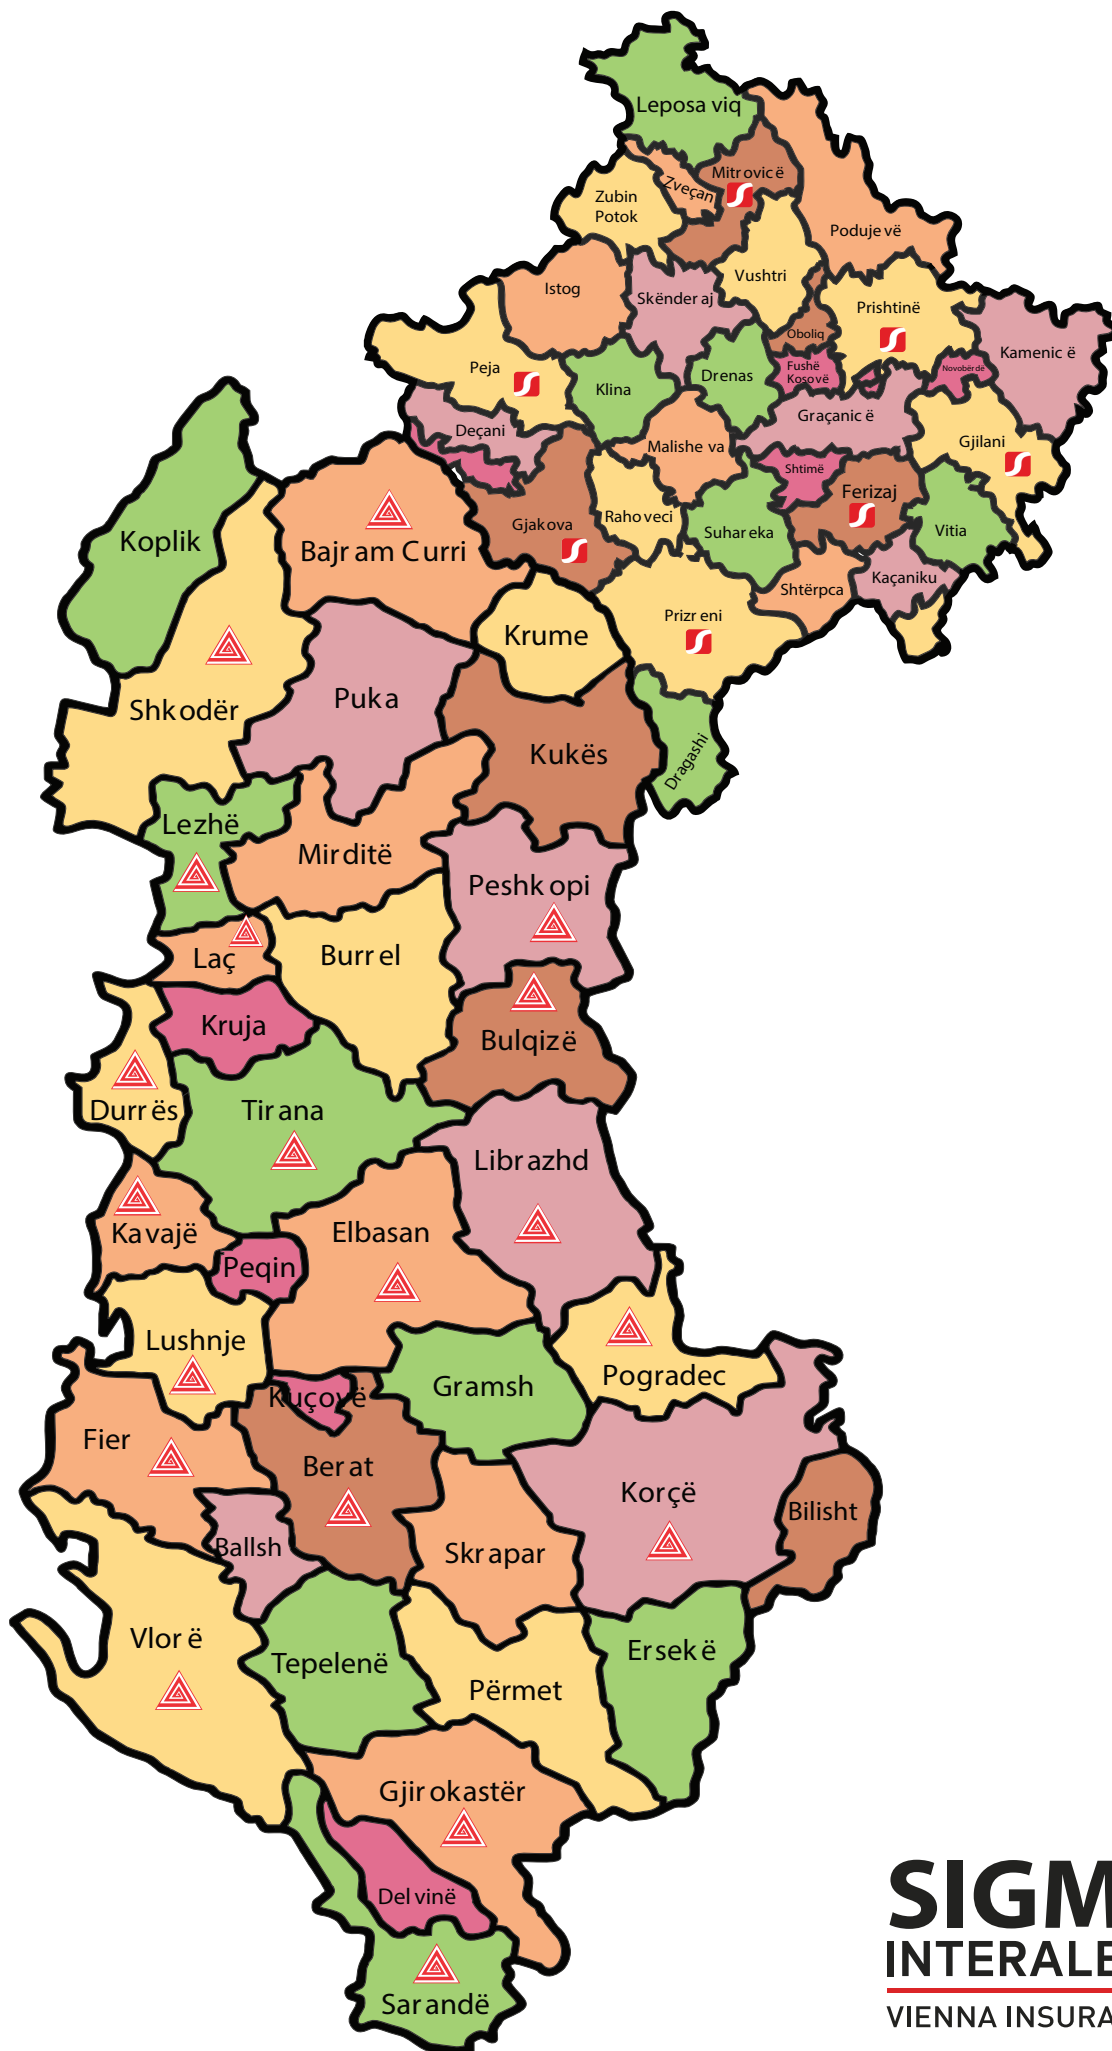 Leposa viq
Mitrovicë
Zveçan
Zubin
Potok
Podujevë
Vushtri
Istog
Skënderaj
Prishtinë
Oboliq
Kamenicë
Peja
Klina
Drenas
Fushë
Kosovë
Novobërdë
Deçani
Graçanicë
Malisheva
Gjilani
Shtimë
Ferizaj
Gjakova
Rahoveci
Suhareka
Vitia
Koplik
Bajram Curri
Shtërpca
Kaçaniku
Krume
Prizreni
Puka
Shkodër
Kukës
Dragashi
Lezhë
Mirditë
Peshkopi
Laç
Burrel
Kruja
Bulqizë
Durrës
Tirana
Librazhd
Kavajë
Elbasan
Peqin
Lushnje
Pogradec
Gramsh
Kuçovë
Fier
Berat
Korçë
Bilisht
Ballsh
Skrapar
Vlorë
Tepelenë
Ersekë
Përmet
Gjirokastër
Delvinë
Sarandë
SIGM
INTERALB
VIENNA INSURA